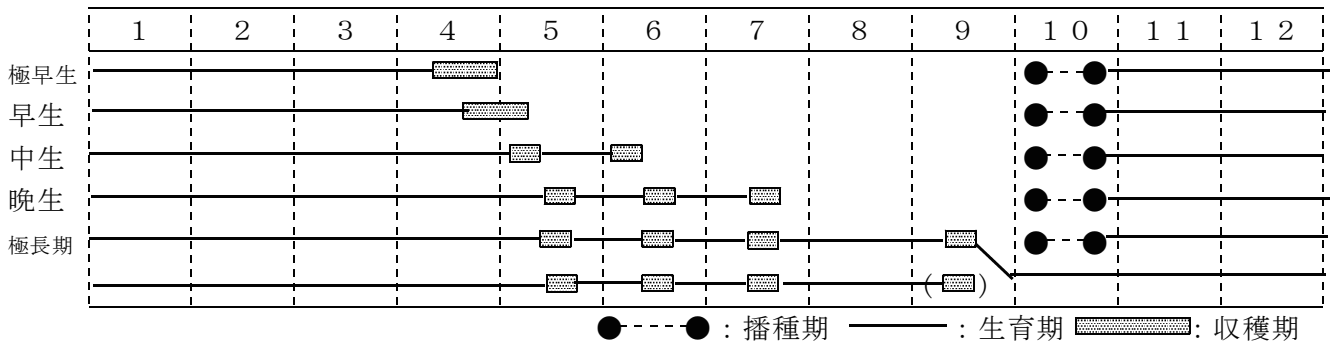 １ ２ ３ ４ ５ ６ ７ ８ ９ １０ １１ １２
極早生
早生
中生
晩生
極長期
( )
：播種期 ：生育期 ：収穫期